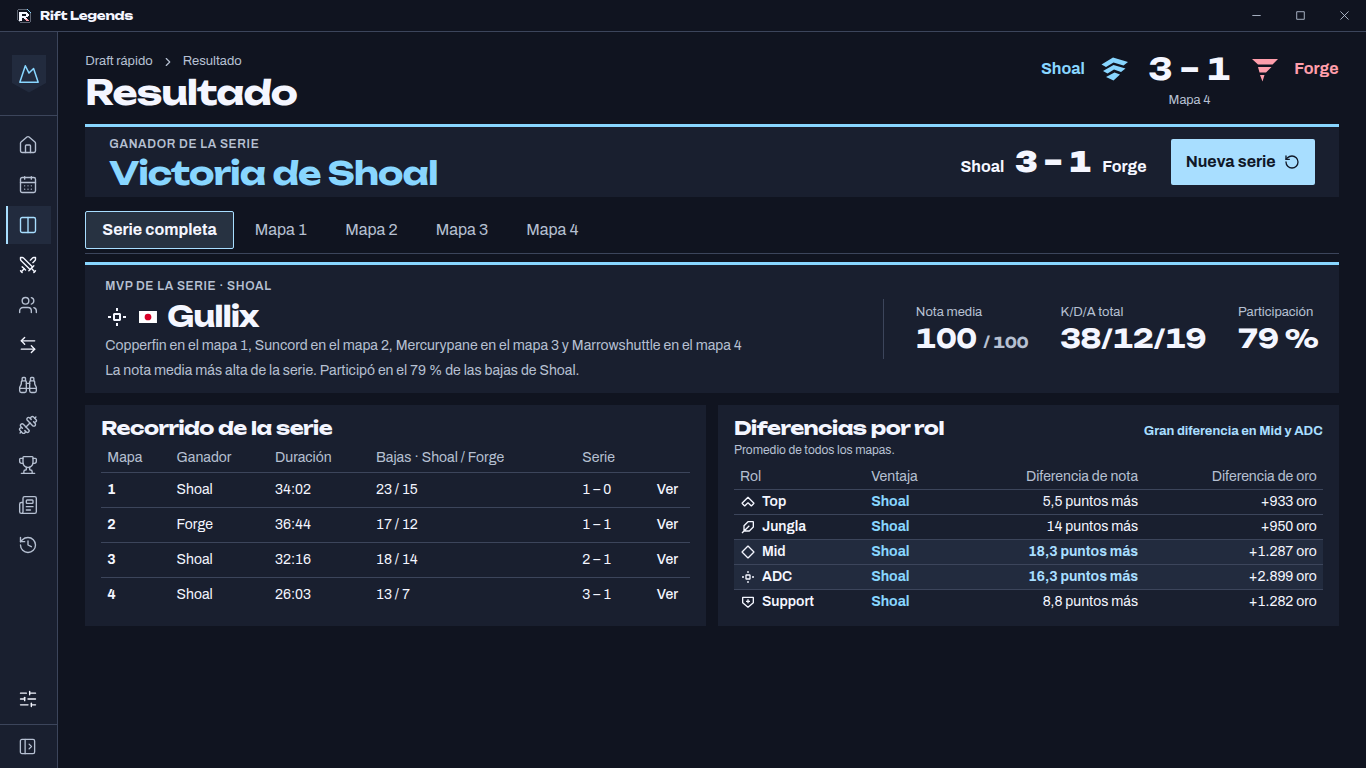 Rift Legends
Draft rápido > Resultado
Resultado
Shoal 3 – 1 Forge
Mapa 4
GANADOR DE LA SERIE
Victoria de Shoal
Shoal 3 – 1 Forge
Nueva serie
Serie completa Mapa 1 Mapa 2 Mapa 3 Mapa 4
MVP DE LA SERIE · SHOAL
Gullix
Copperfin en el mapa 1, Suncord en el mapa 2, Mercurypane en el mapa 3 y Marrowshuttle en el mapa 4
La nota media más alta de la serie. Participó en el 79 % de las bajas de Shoal.
Nota media K/D/A total Participación
100 / 100 38/12/19 79 %
Recorrido de la serie
Mapa Ganador Duración Bajas · Shoal / Forge Serie
1 Shoal 34:02 23 / 15 1 – 0 Ver
2 Forge 36:44 17 / 12 1 – 1 Ver
3 Shoal 32:16 18 / 14 2 – 1 Ver
4 Shoal 26:03 13 / 7 3 – 1 Ver
Diferencias por rol
Gran diferencia en Mid y ADC
Promedio de todos los mapas.
Rol Ventaja Diferencia de nota Diferencia de oro
Top Shoal 5,5 puntos más +933 oro
Jungla Shoal 14 puntos más +950 oro
Mid Shoal 18,3 puntos más +1.287 oro
ADC Shoal 16,3 puntos más +2.899 oro
Support Shoal 8,8 puntos más +1.282 oro